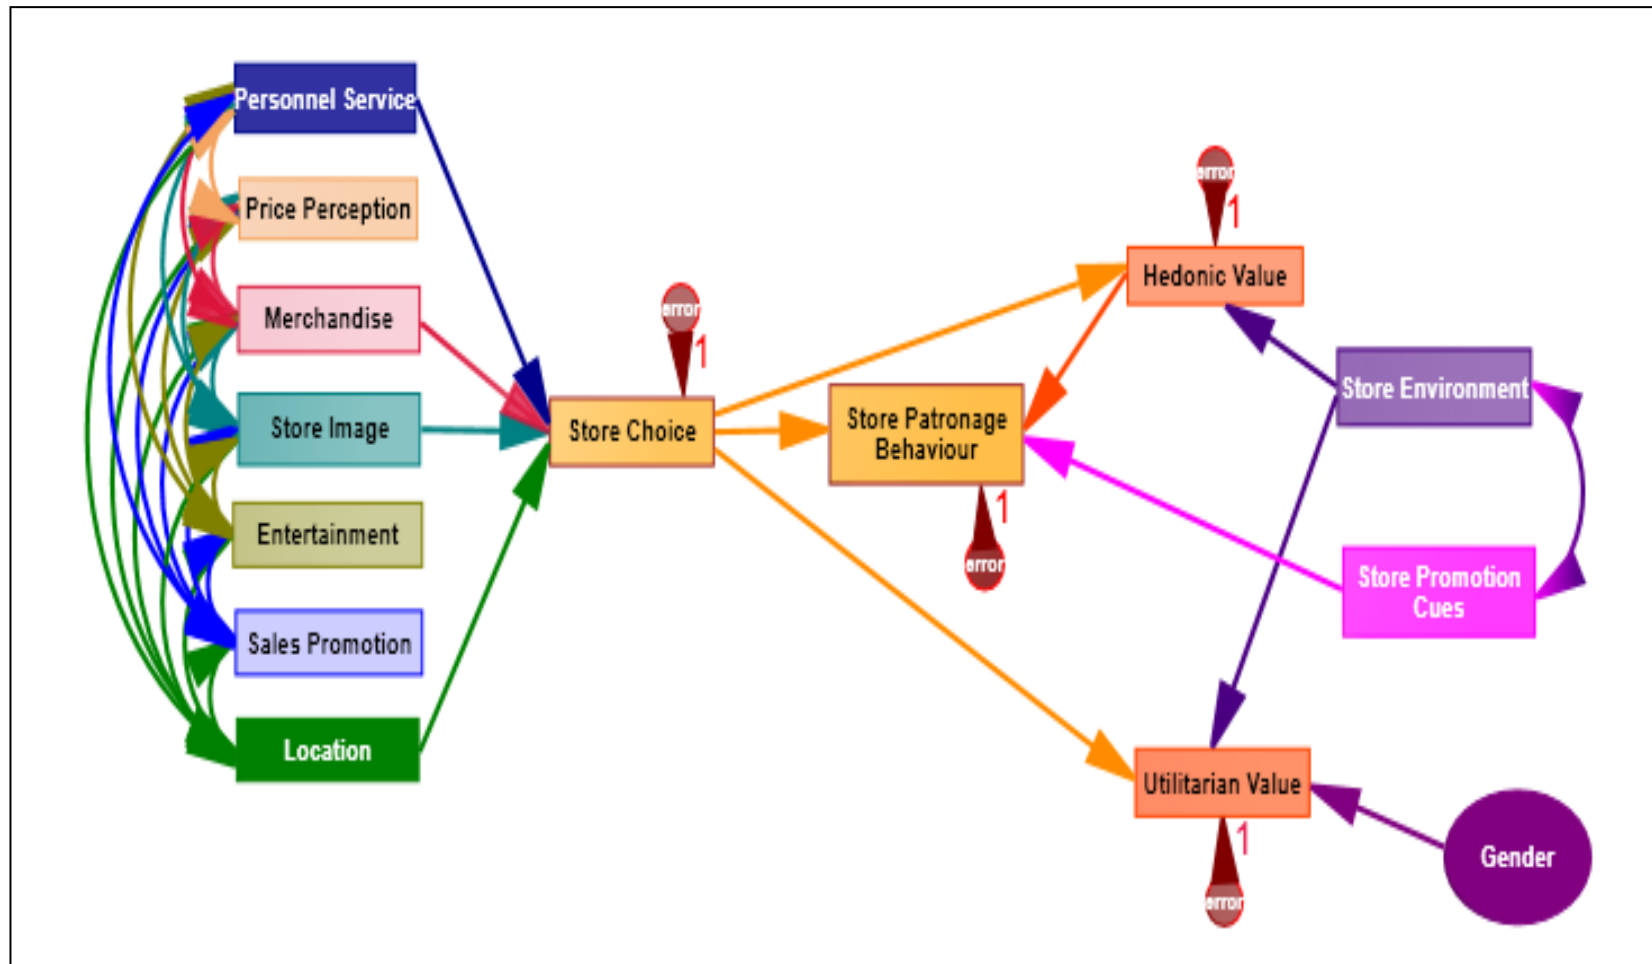 Personnel Service
Price Perception
Merchandise
Store Image
Entertainment
Sales Promotion
Location
error
1
Store Choice
Store Patronage
Behaviour
1
error
error
1
Hedonic Value
Store Environment
Store Promotion
Cues
Utilitarian Value
1
error
Gender